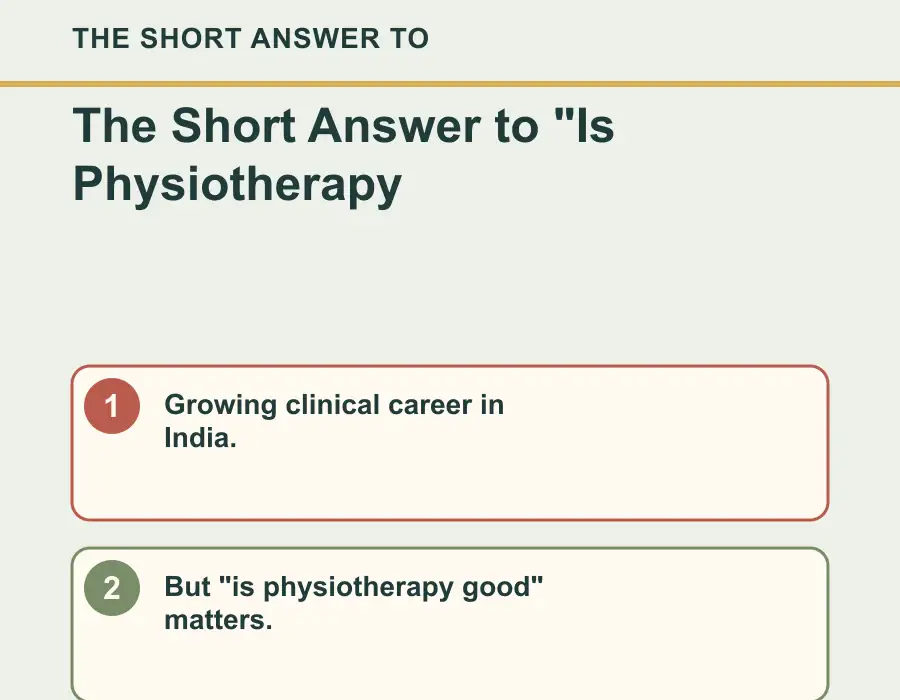 THE SHORT ANSWER TO
The Short Answer to "Is
Physiotherapy
1
Growing clinical career in
India.
2
But "is physiotherapy good"
matters.